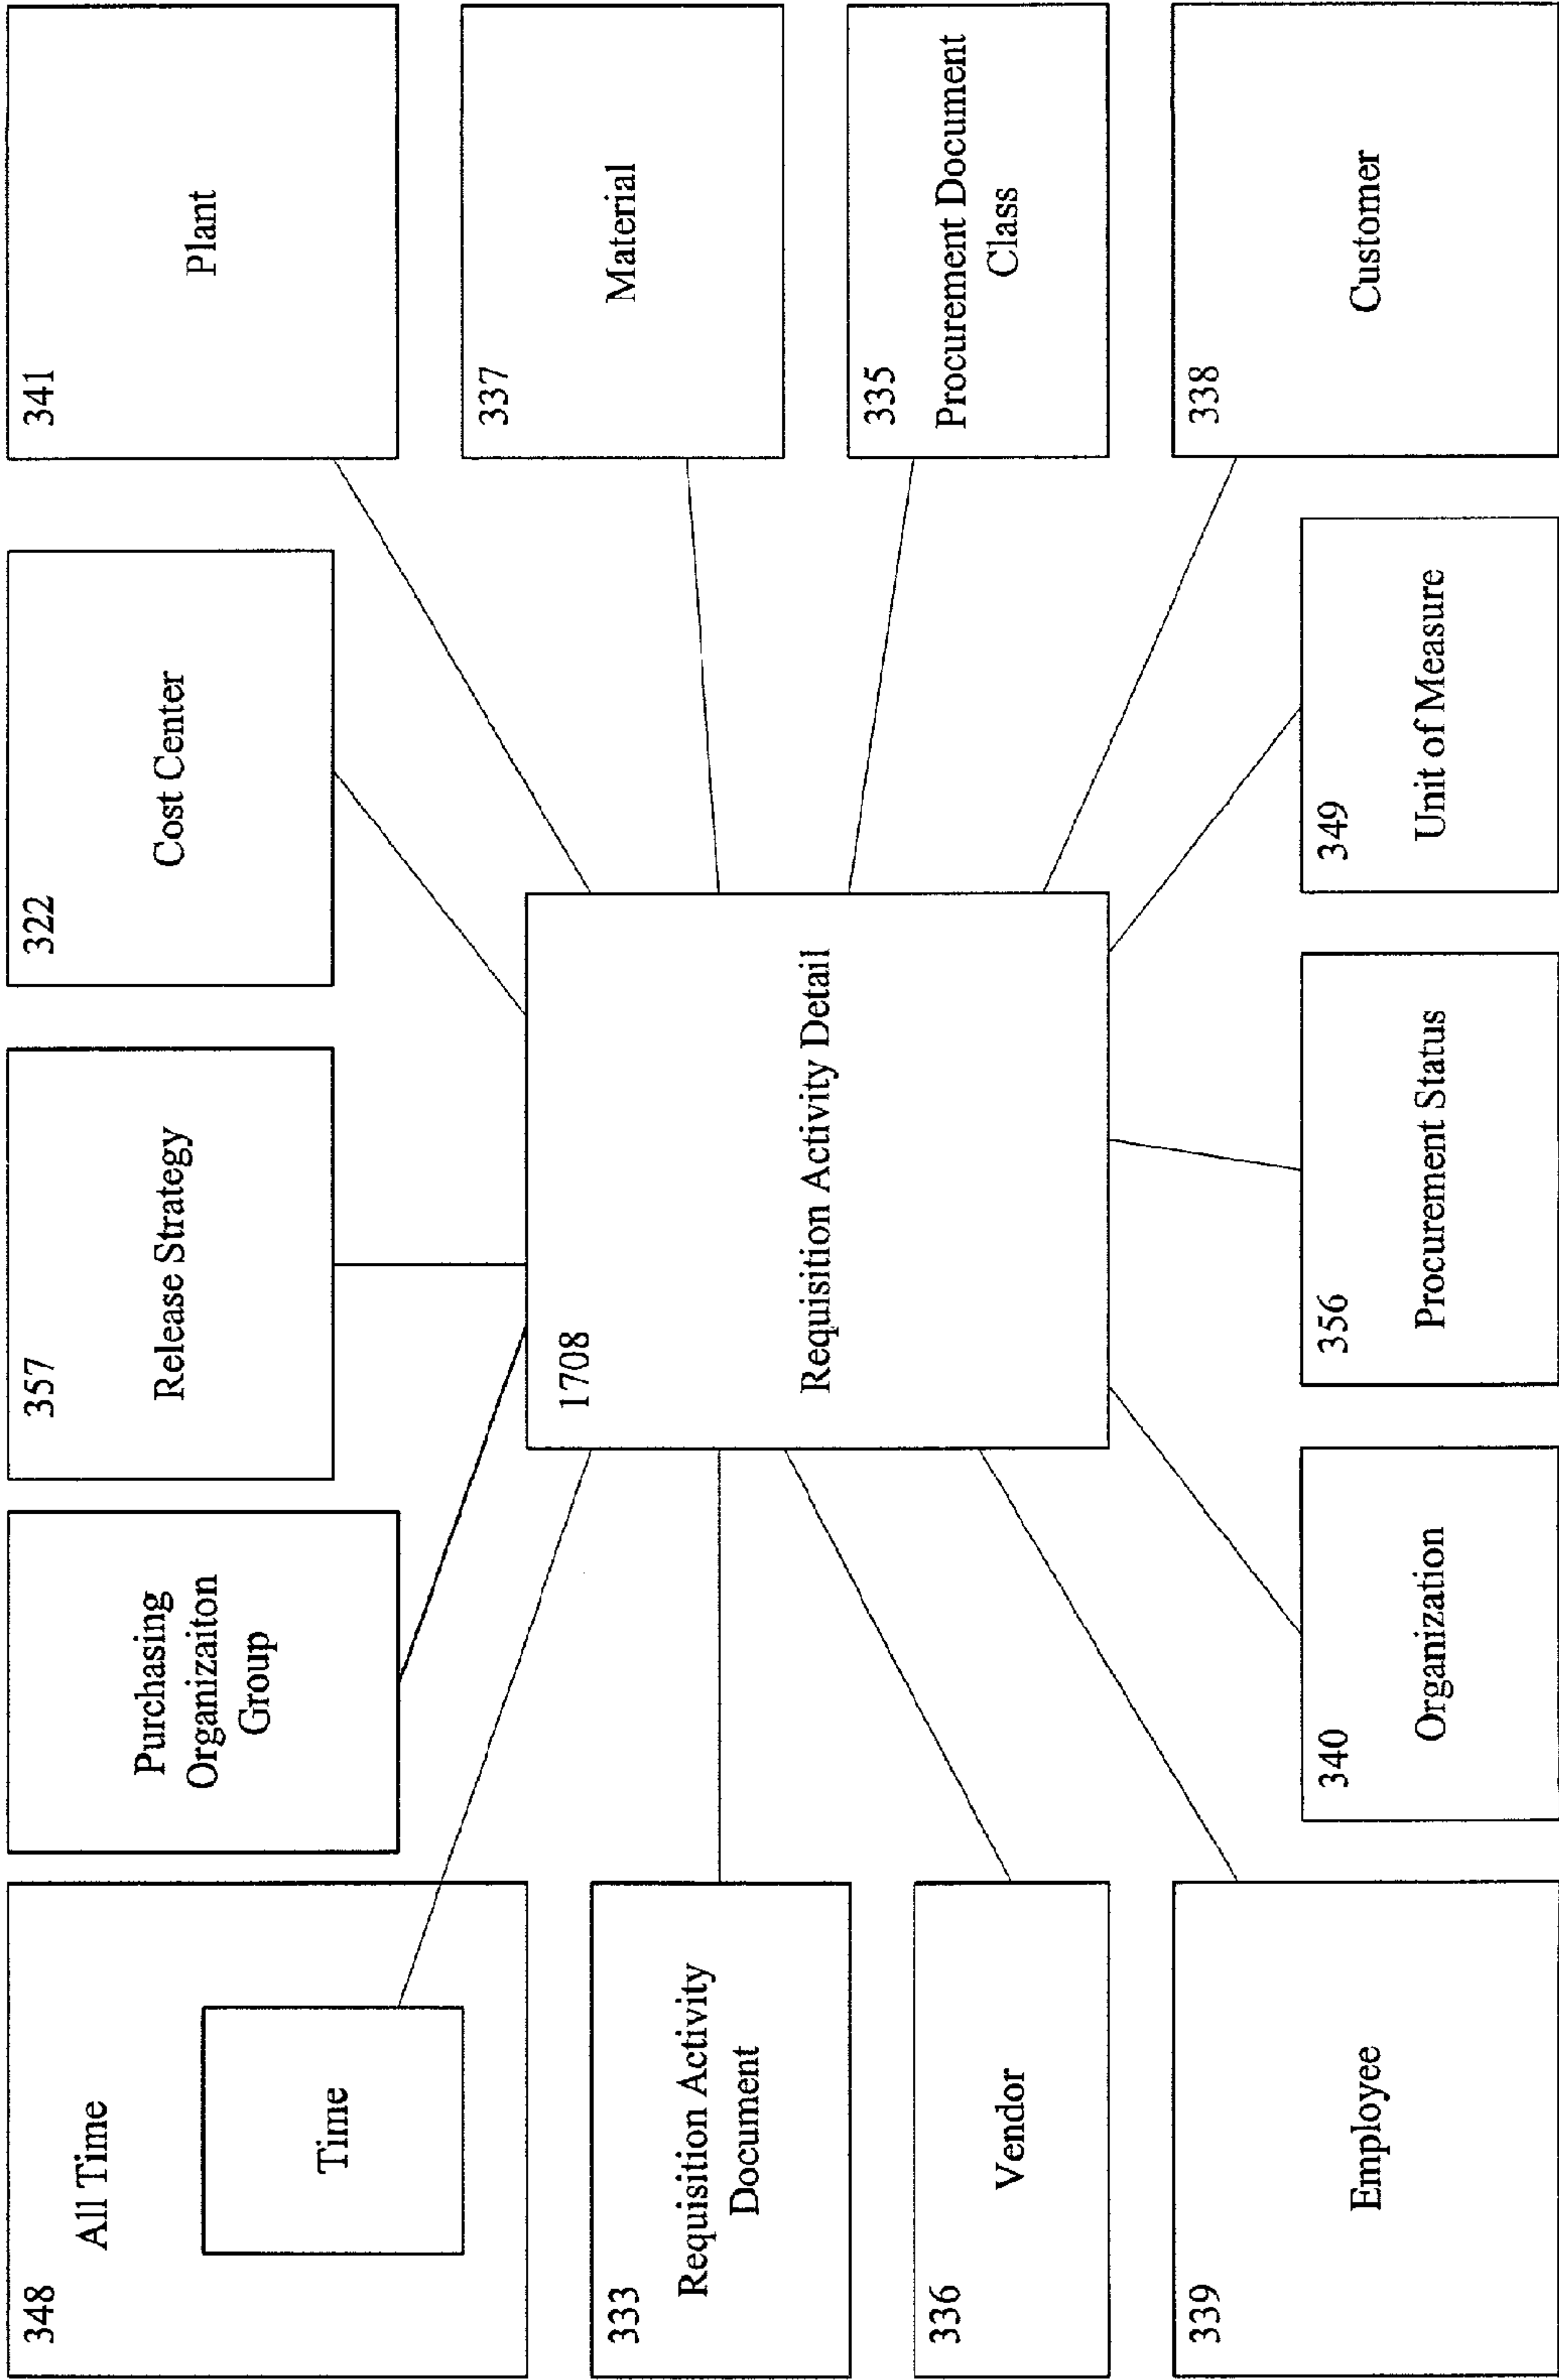 348
All Time
Time
Purchasing
Organizaiton
Group
357
Release Strategy
322
Cost Center
341
Plant
333
Requisition Activity
Document
1708
Requisition Activity Detail
337
Material
336
Vendor
335
Procurement Document
Class
339
Employee
340
Organization
356
Procurement Status
349
Unit of Measure
338
Customer